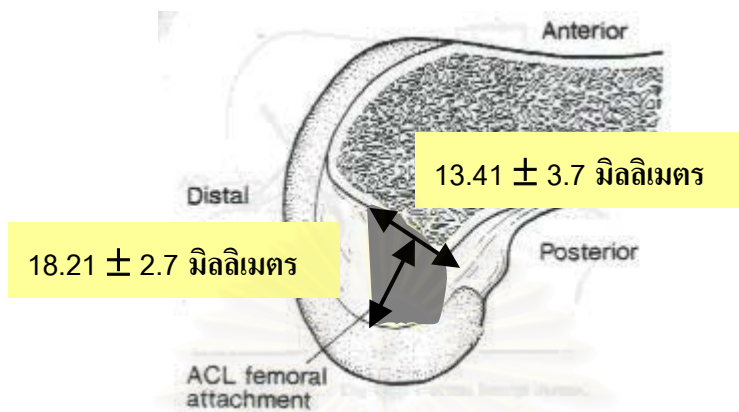 Anterior
13.41 ± 3.7 มิลลิเมตร
Distal
18.21 ± 2.7 มิลลิเมตร
Posterior
ACL femoral
attachment